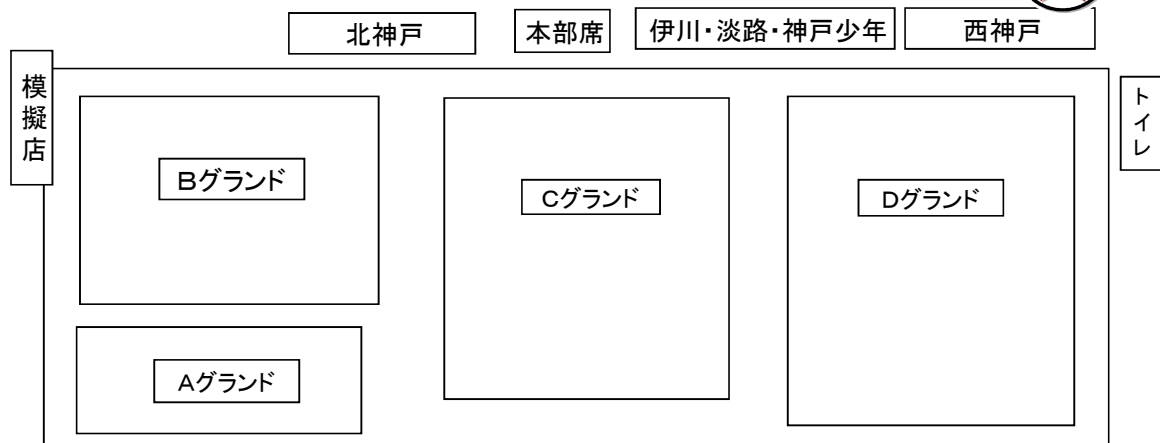 北神戸
本部席
伊川・淡路・神戸少年
西神戸
模擬店
トイレ
Bグランド
Cグランド
Dグランド
Aグランド